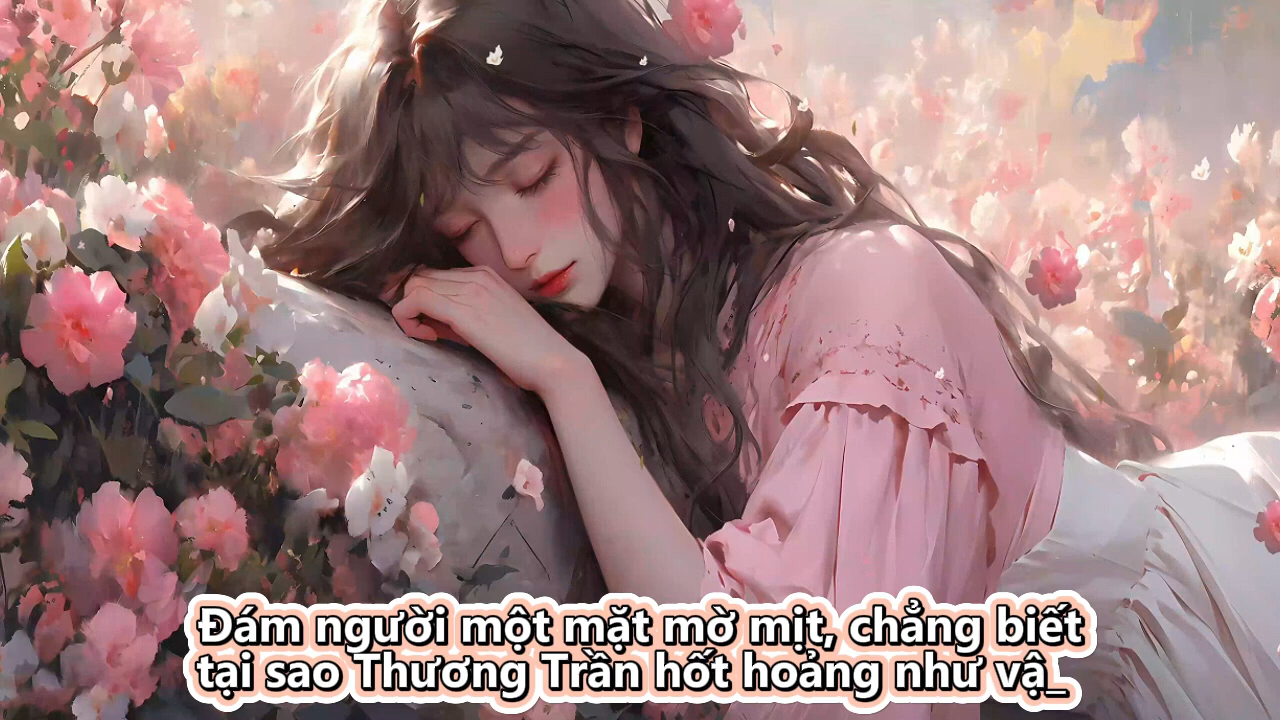 Đám người một mặt mờ mịt, chẳng biết
tại sao Thương Trần hốt hoảng như vậ_